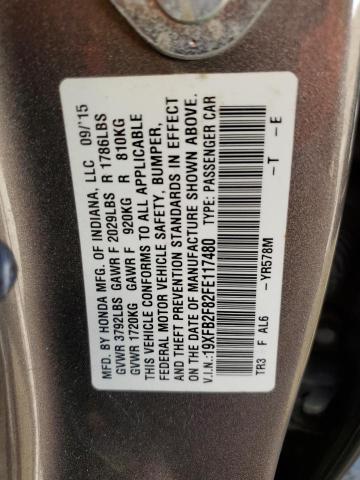 MFD. BY HONDA MFG. OF INDIANA, LLC 09/'15
GVWR 3792LBS GAWR F 2029LBS R 1786LBS
GVWR 1720KG GAWR F 920KG R 810KG
THIS VEHICLE CONFORMS TO ALL APPLICABLE
FEDERAL MOTOR VEHICLE SAFETY, BUMPER,
AND THEFT PREVENTION STANDARDS IN EFFECT
ON THE DATE OF MANUFACTURE SHOWN ABOVE.
V.I.N.:19XFB2F82FE117480 TYPE: PASSENGER CAR
TR3 F AL6 -YR578M -T -E